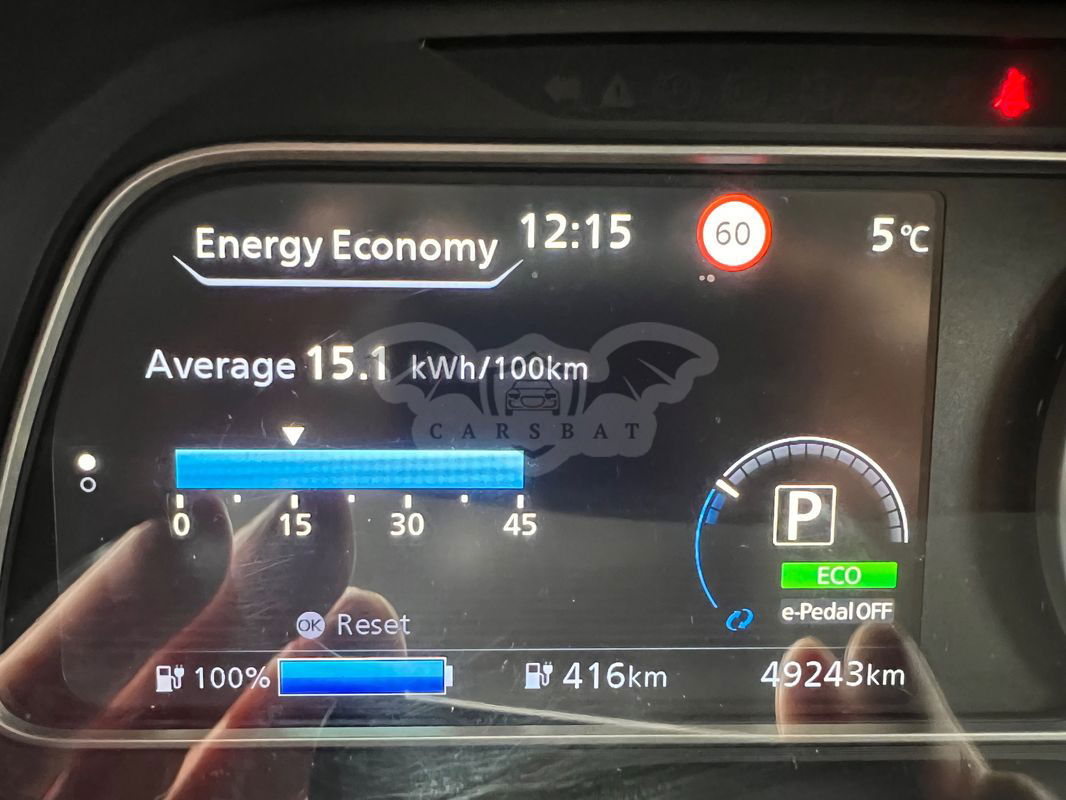 Energy Economy 12:15 60 5°C
Average 15.1 kWh/100km
CARSBAT
0 15 30 45
P
ECO
e-Pedal OFF
OK Reset
100% 416km 49243km